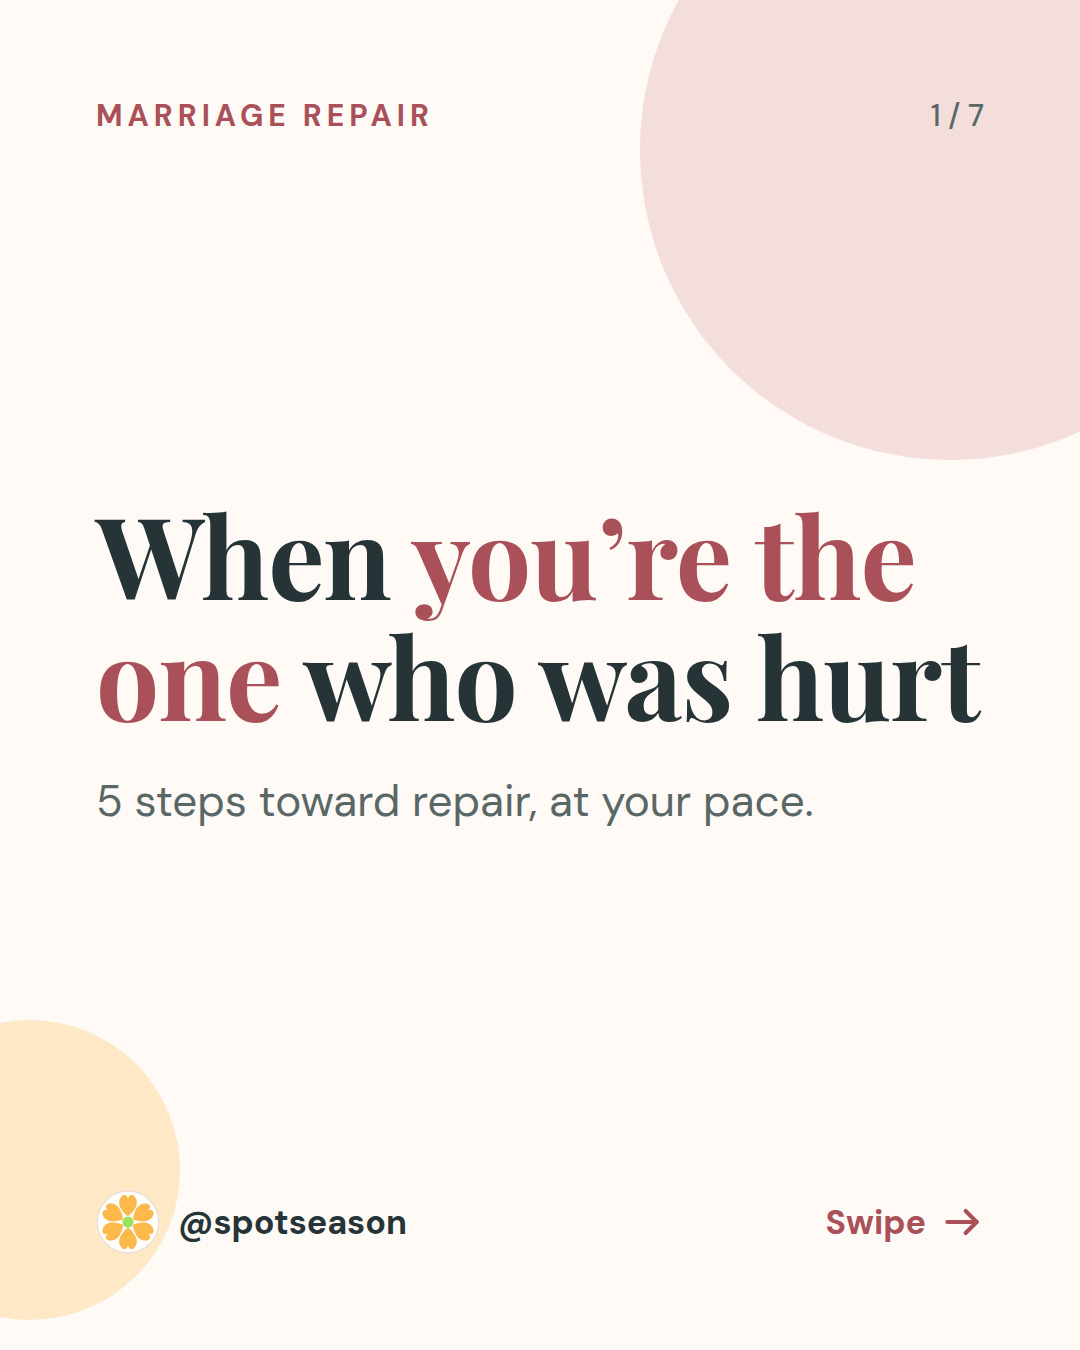 MARRIAGE REPAIR
1 / 7
When you’re the
one who was hurt
5 steps toward repair, at your pace.
@spotseason
Swipe →